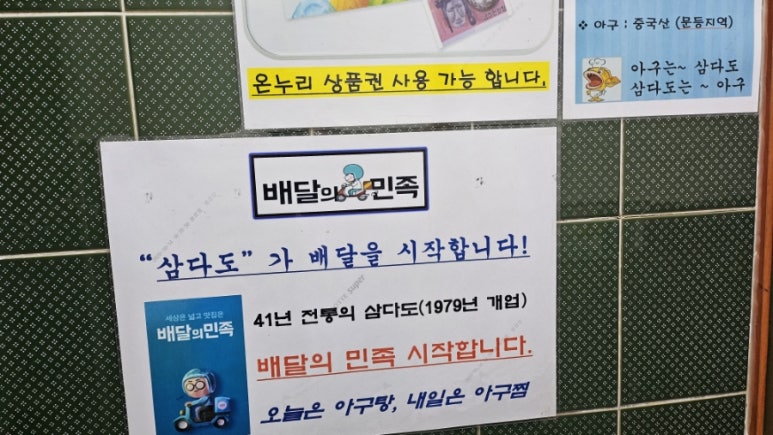 온누리 상품권 사용 가능 합니다.
❖ 아구 : 중국산 (문등지역)
아구는~ 삼다도
삼다도는 ~ 아구
배달의민족
“삼다도” 가 배달을 시작합니다!
세상은 넓고 맛집은
배달의민족
41년 전통의 삼다도(1979년 개업)
배달의 민족 시작합니다.
오늘은 아구탕, 내일은 아구찜